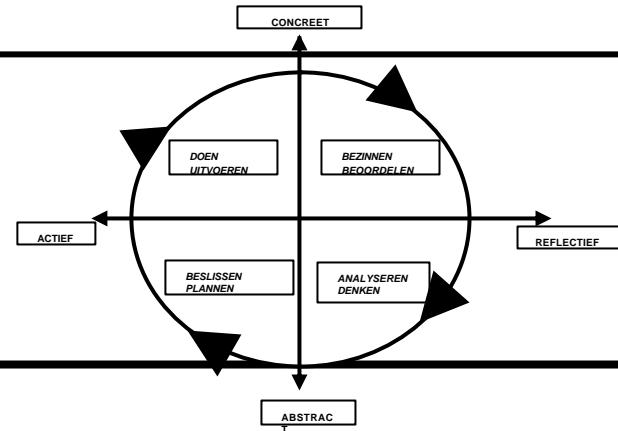 CONCREET
DOEN
UITVOEREN
BEZINNEN
BEOORDELEN
ACTIEF
REFLECTIEF
BESLISSEN
PLANNEN
ANALYSEREN
DENKEN
ABSTRAC
T